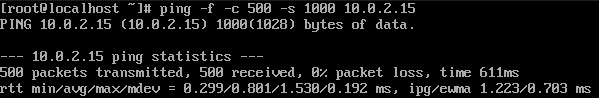 [root@localhost ~]# ping -f -c 500 -s 1000 10.0.2.15
PING 10.0.2.15 (10.0.2.15) 1000(1028) bytes of data.

--- 10.0.2.15 ping statistics ---
500 packets transmitted, 500 received, 0% packet loss, time 611ms
rtt min/avg/max/mdev = 0.299/0.801/1.530/0.192 ms, ipg/ewma 1.223/0.703 ms